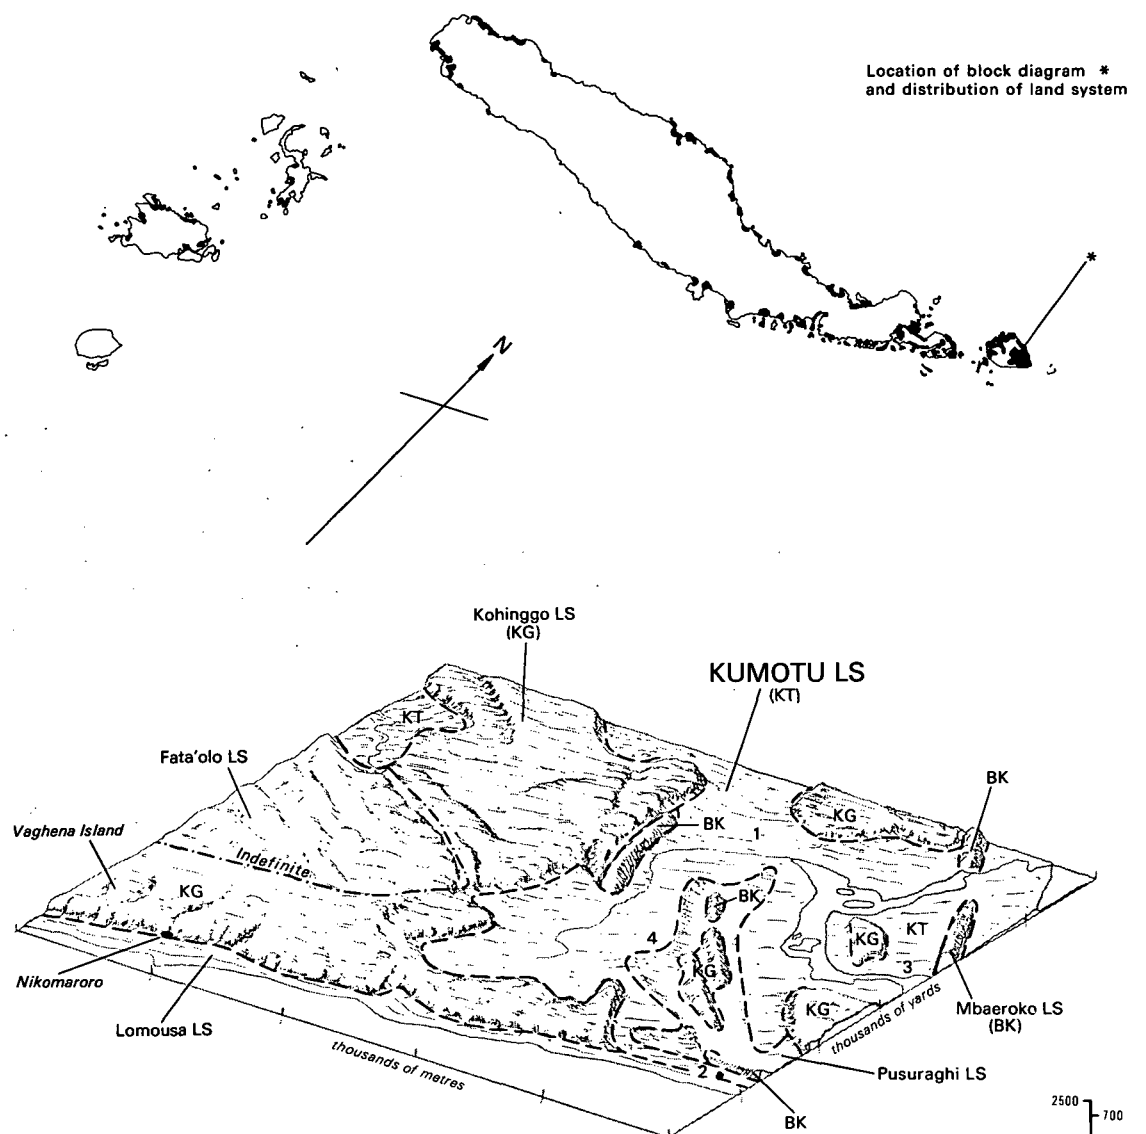 Location of block diagram *
and distribution of land system
*
N
Kohinggo LS
(KG)
KUMOTU LS
(KT)
KT
Fata'olo LS
BK
Vaghena Island
KG
BK
1
Indefinite
KG
BK
4
KG
KT
KG
3
Nikomaroro
KG
Mbaeroko LS
(BK)
Lomousa LS
thousands of yards
thousands of metres
2
Pusuraghi LS
BK
2500
700